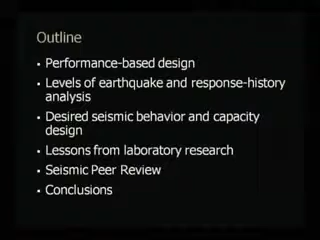 Outline
• Performance-based design
• Levels of earthquake and response-history
analysis
• Desired seismic behavior and capacity
design
• Lessons from laboratory research
• Seismic Peer Review
• Conclusions